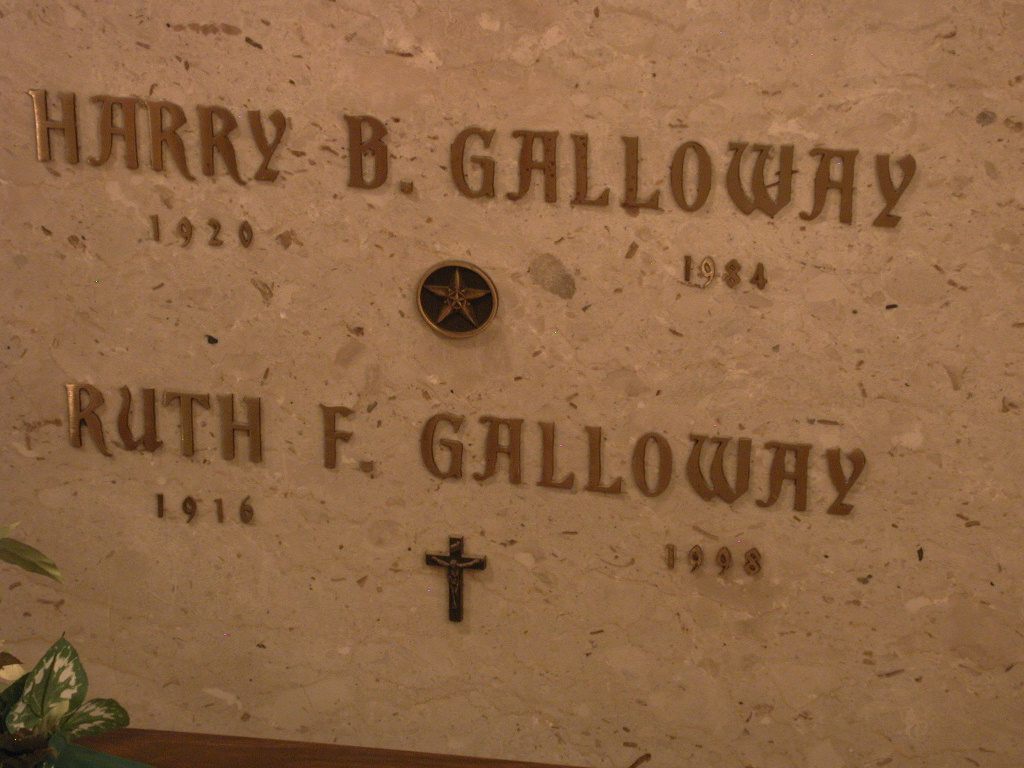 HARRY B. GALLOWAY
1920 1984
RUTH F. GALLOWAY
1916 1998